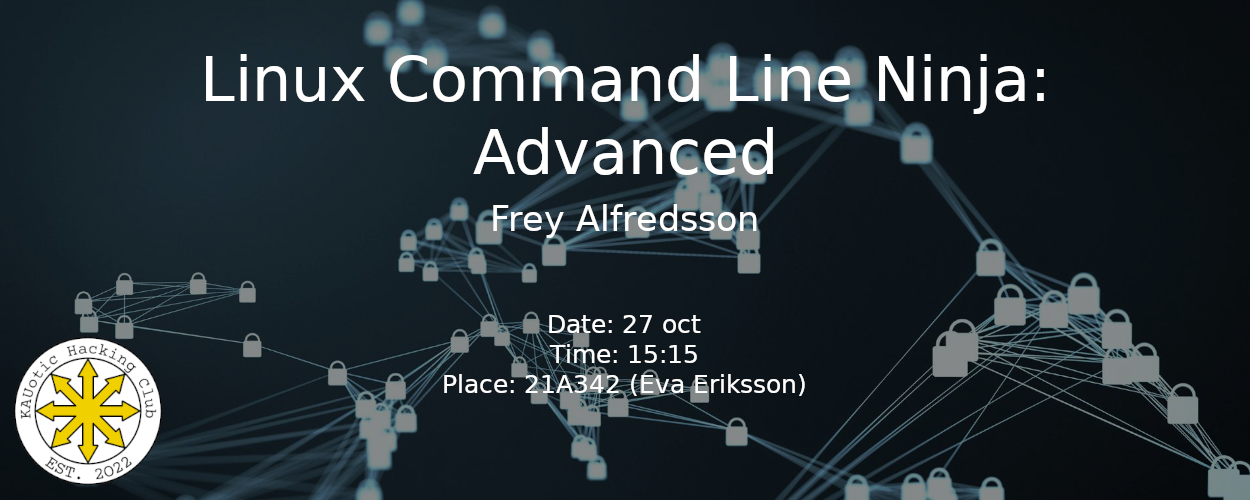 Linux Command Line Ninja:
Advanced
Frey Alfredsson
Date: 27 oct
Time: 15:15
Place: 21A342 (Eva Eriksson)
KAUotic Hacking Club
EST. 2022